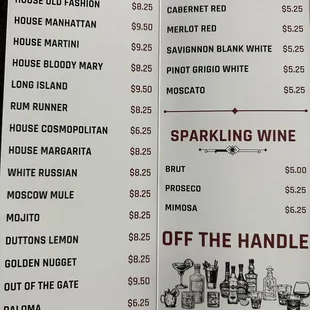 HOUSE OLD FASHION $8.25
HOUSE MANHATTAN $9.50
HOUSE MARTINI $9.25
HOUSE BLOODY MARY $8.25
LONG ISLAND $9.50
RUM RUNNER $8.25
HOUSE COSMOPOLITAN $6.25
HOUSE MARGARITA $8.25
WHITE RUSSIAN $8.25
MOSCOW MULE $8.25
MOJITO $8.25
DUTTONS LEMON $8.25
GOLDEN NUGGET $8.25
OUT OF THE GATE $9.50
PALOMA $6.25
CABERNET RED $5.25
MERLOT RED $5.25
SAVIGNNON BLANK WHITE $5.25
PINOT GRIGIO WHITE $5.25
MOSCATO $5.25
SPARKLING WINE
BRUT $5.00
PROSECO $5.25
MIMOSA $6.25
OFF THE HANDLE